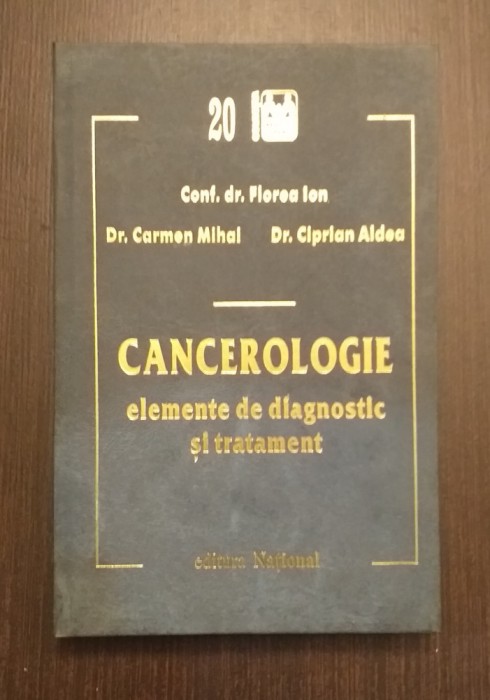 20
Conf. dr. Florea Ion
Dr. Carmen Mihai Dr. Ciprian Aldea
CANCEROLOGIE
elemente de diagnostic
și tratament
editura Național